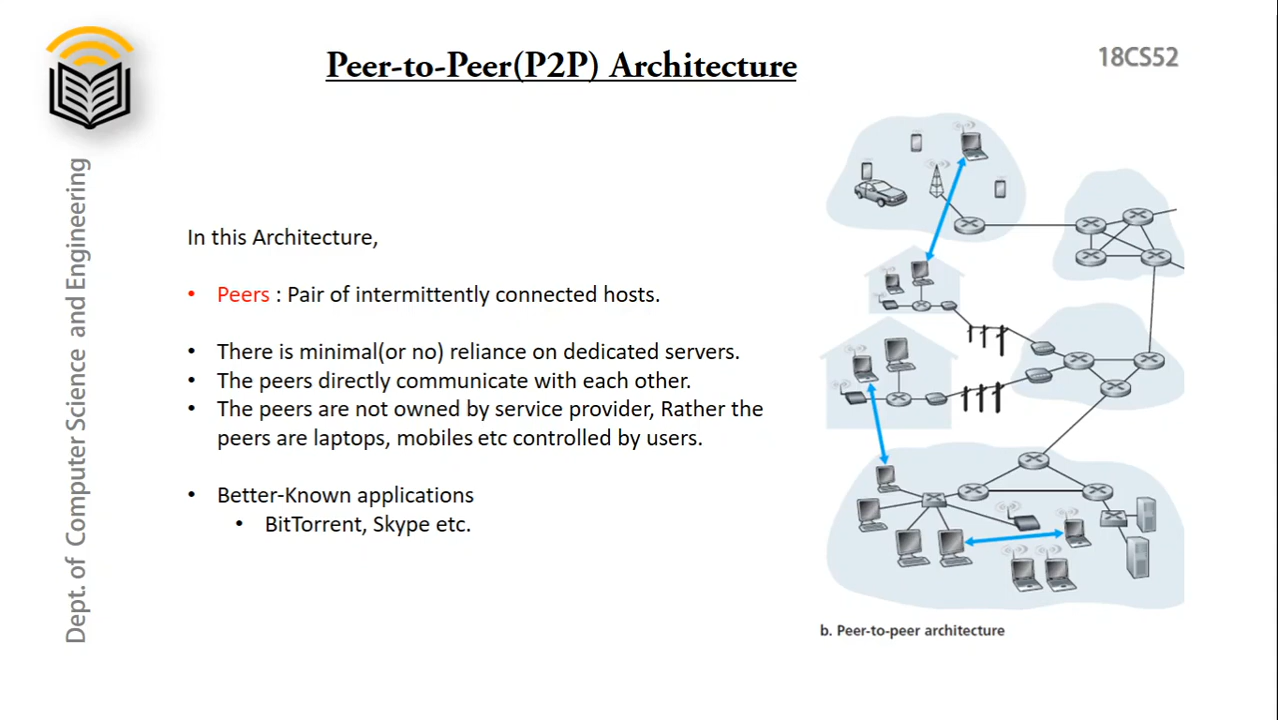 Peer-to-Peer(P2P) Architecture
18CS52
Dept. of Computer Science and Engineering
In this Architecture,
• Peers : Pair of intermittently connected hosts.
• There is minimal(or no) reliance on dedicated servers.
• The peers directly communicate with each other.
• The peers are not owned by service provider, Rather the
peers are laptops, mobiles etc controlled by users.
• Better-Known applications
• BitTorrent, Skype etc.
b. Peer-to-peer architecture